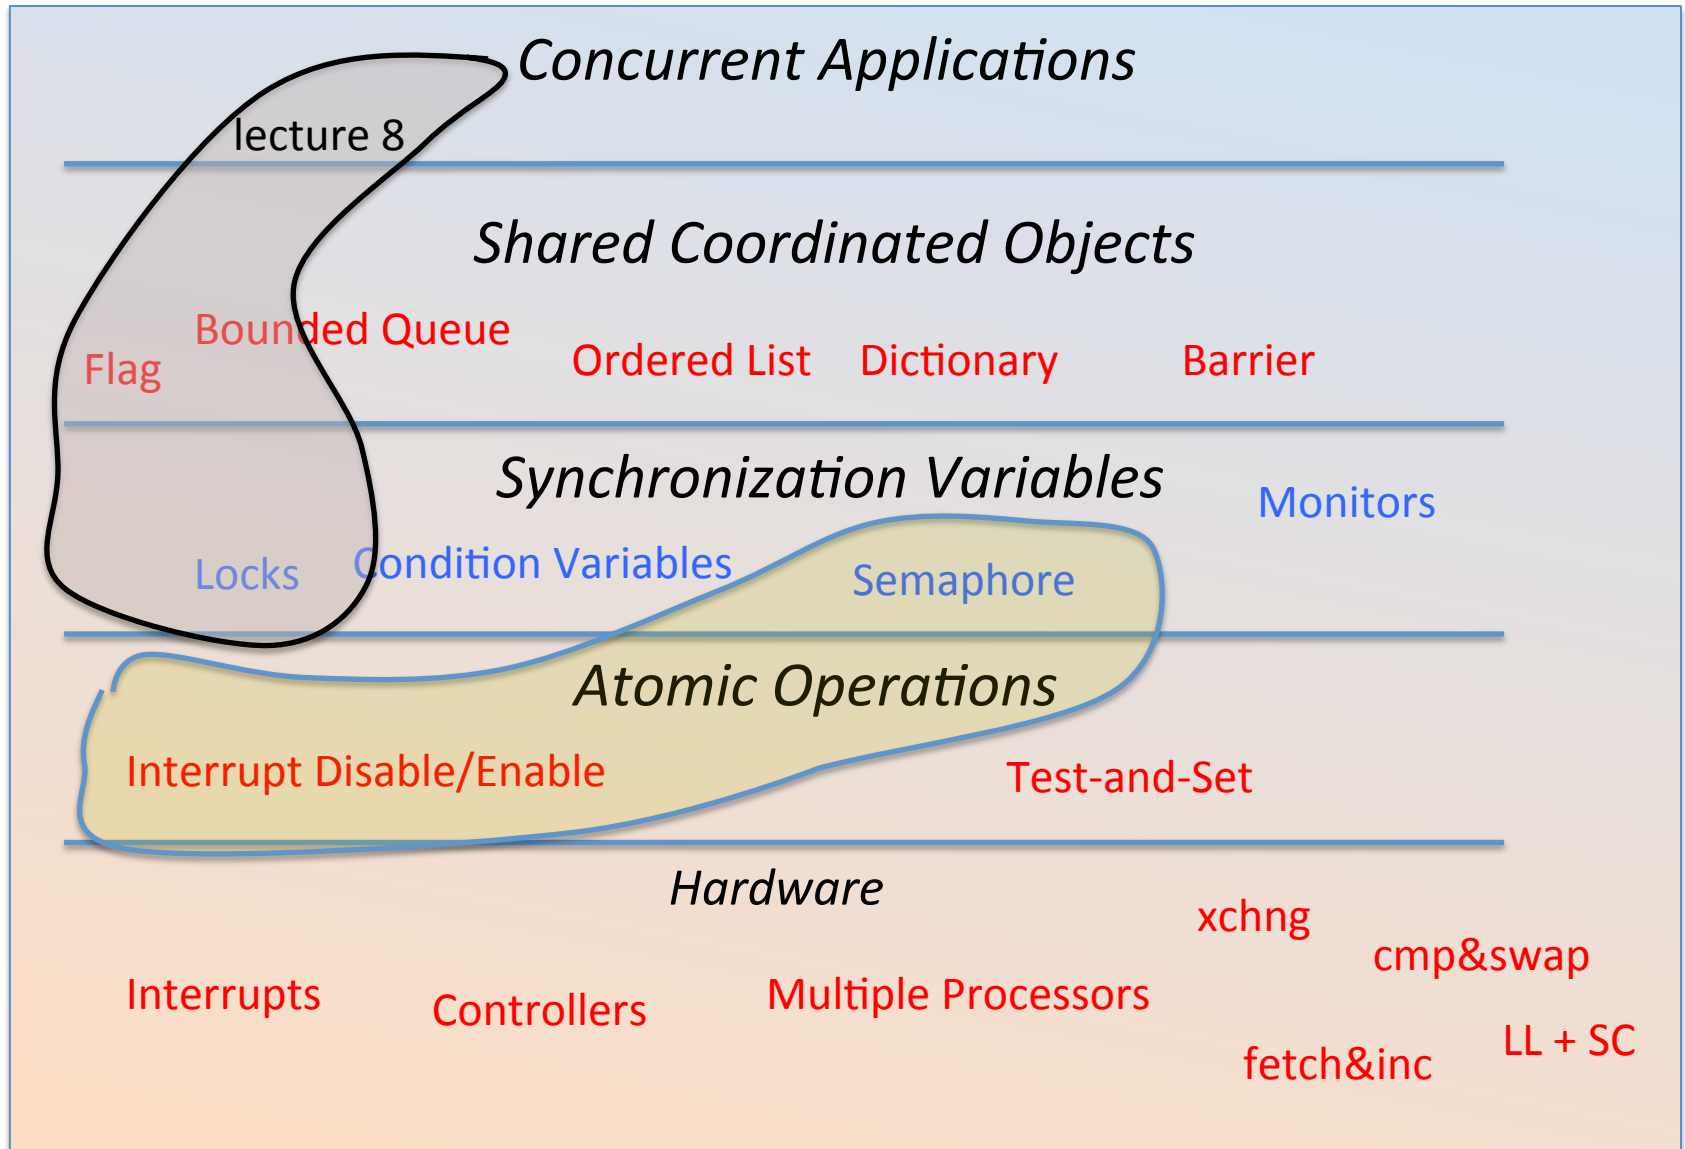 Concurrent Applications
lecture 8
Shared Coordinated Objects
Bounded Queue
Flag
Ordered List
Dictionary
Barrier
Synchronization Variables
Monitors
Locks
Condition Variables
Semaphore
Atomic Operations
Interrupt Disable/Enable
Test-and-Set
Hardware
xchng
cmp&swap
Interrupts
Controllers
Multiple Processors
LL + SC
fetch&inc